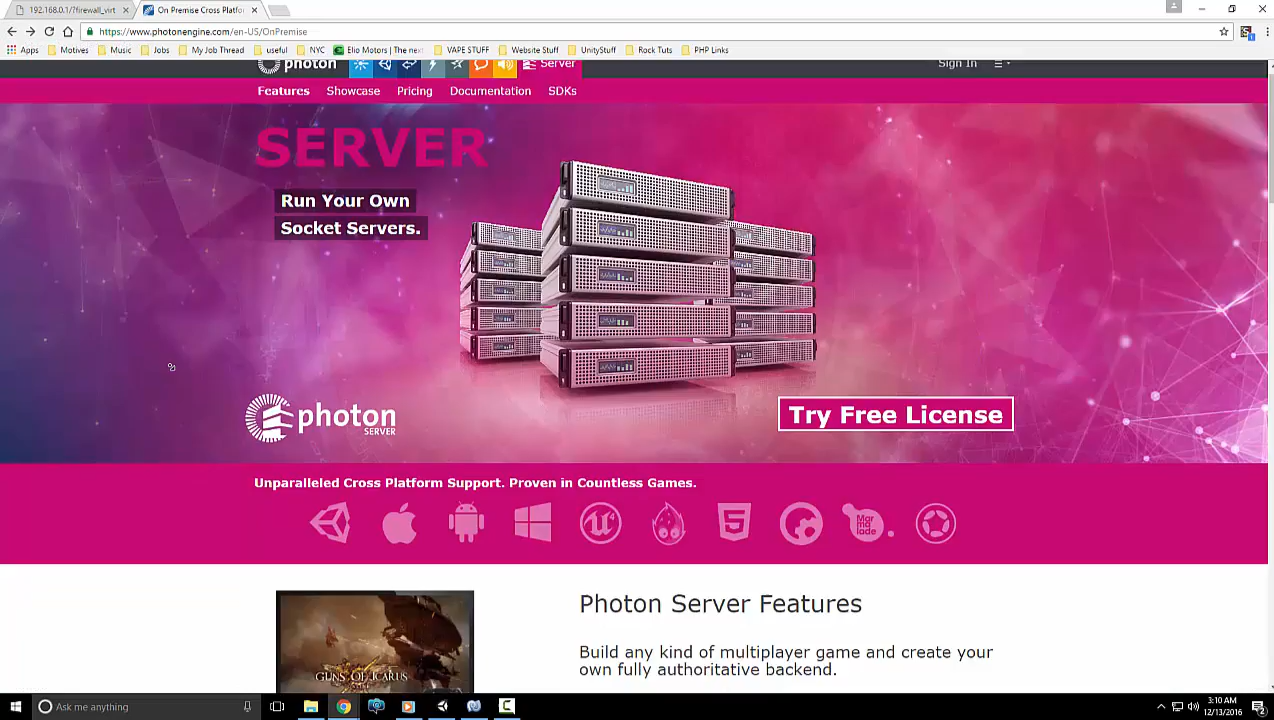 192.168.0.1/?firewall_virt
On Premise Cross Platfo
https://www.photonengine.com/en-US/OnPremise
Apps
Motives
Music
Jobs
My Job Thread
useful
NYC
Elio Motors | The next
VAPE STUFF
Website Stuff
UnityStuff
Rock Tuts
PHP Links
photon
Server
Sign In
Features
Showcase
Pricing
Documentation
SDKs
SERVER
Run Your Own
Socket Servers.
photon
SERVER
Try Free License
Unparalleled Cross Platform Support. Proven in Countless Games.
Marmalade
Photon Server Features
Build any kind of multiplayer game and create your
own fully authoritative backend.
GUNS OF ICARUS
Ask me anything
3:10 AM
12/13/2016